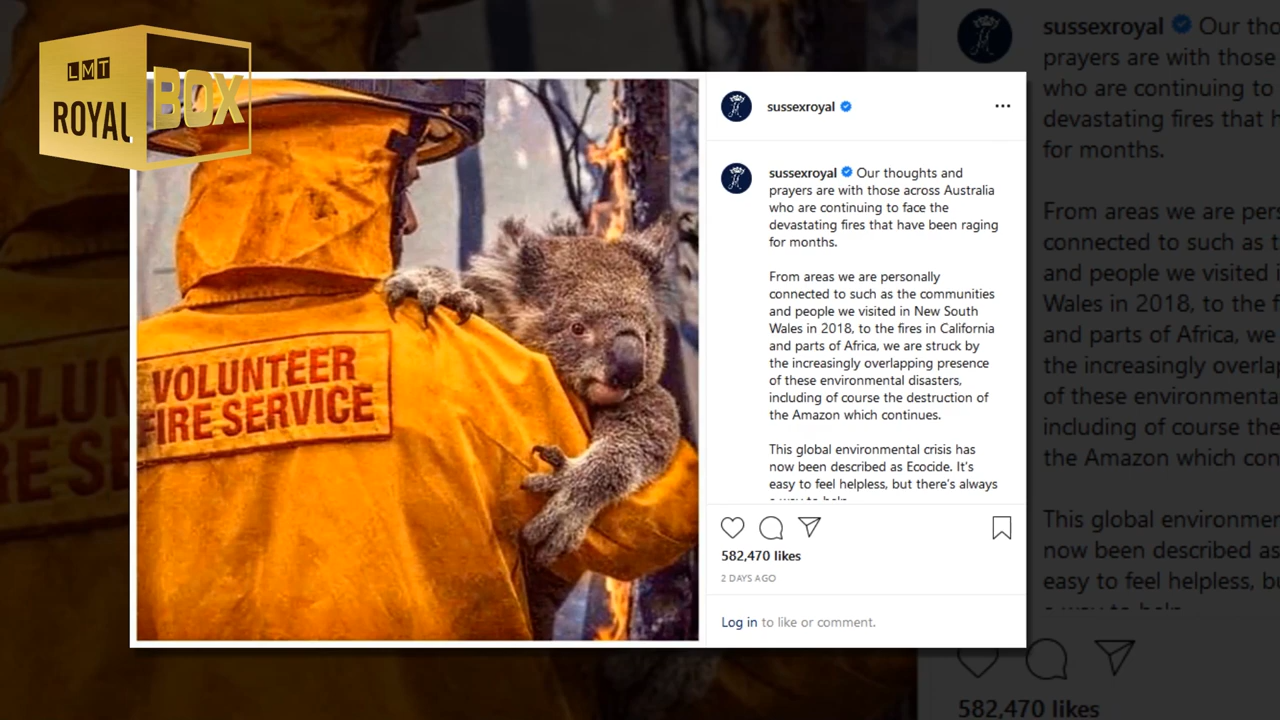 LMT
ROYAL BOX
VOLUNTEER
FIRE SERVICE
sussexroyal
sussexroyal Our thoughts and
prayers are with those across Australia
who are continuing to face the
devastating fires that have been raging
for months.
From areas we are personally
connected to such as the communities
and people we visited in New South
Wales in 2018, to the fires in California
and parts of Africa, we are struck by
the increasingly overlapping presence
of these environmental disasters,
including of course the destruction of
the Amazon which continues.
This global environmental crisis has
now been described as Ecocide. It's
easy to feel helpless, but there's always
582,470 likes
2 DAYS AGO
Log in to like or comment.
sussexroyal Our
prayers are with those
who are continuing to
devastating fires that
for months.
From areas we are
connected to such as
and people we visited
Wales in 2018, to the
and parts of Africa, we
the increasingly
of these
including of course the
the Amazon which
This global
now been described as
easy to feel helpless,
582,470 likes